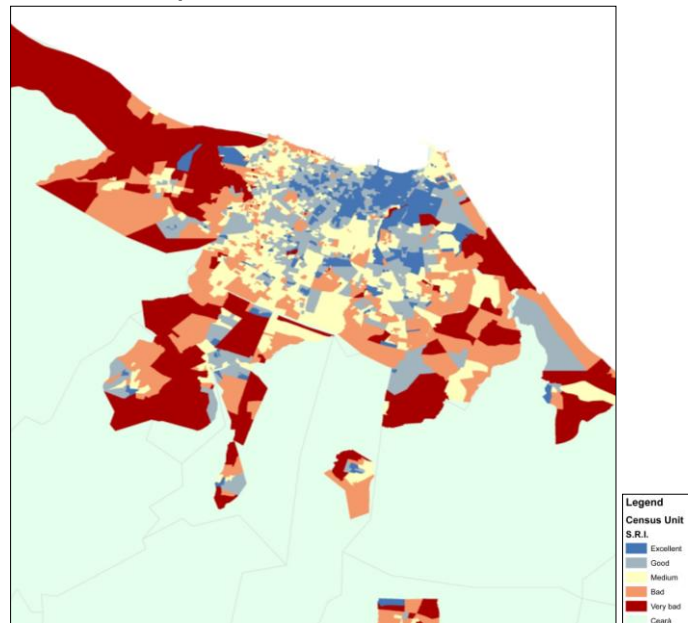 Legend
Census Unit
S.R.I.
Excellent
Good
Medium
Bad
Very bad
Ceará